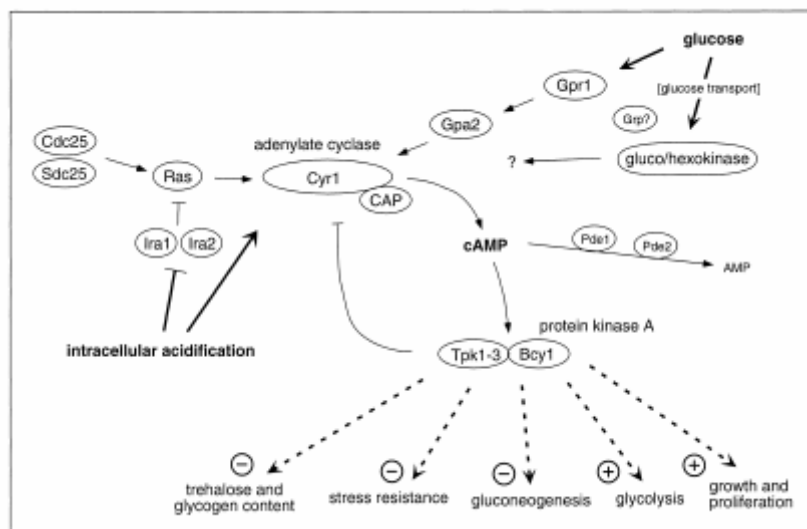 glucose
Gpr1
[glucose transport]
Grp?
Gpa2
gluco/hexokinase
?
adenylate cyclase
Cdc25
Sdc25
Ras
Cyr1
CAP
Ira1
Ira2
cAMP
Pde1
Pde2
AMP
intracellular acidification
protein kinase A
Tpk1-3
Bcy1
−
trehalose and
glycogen content
−
stress resistance
−
gluconeogenesis
+
glycolysis
+
growth and
proliferation